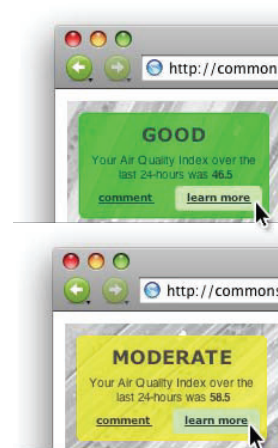 http://common
GOOD
Your Air Quality Index over the
last 24-hours was 46.5
comment learn more
http://commons
MODERATE
Your Air Quality Index over the
last 24-hours was 58.5
comment learn more